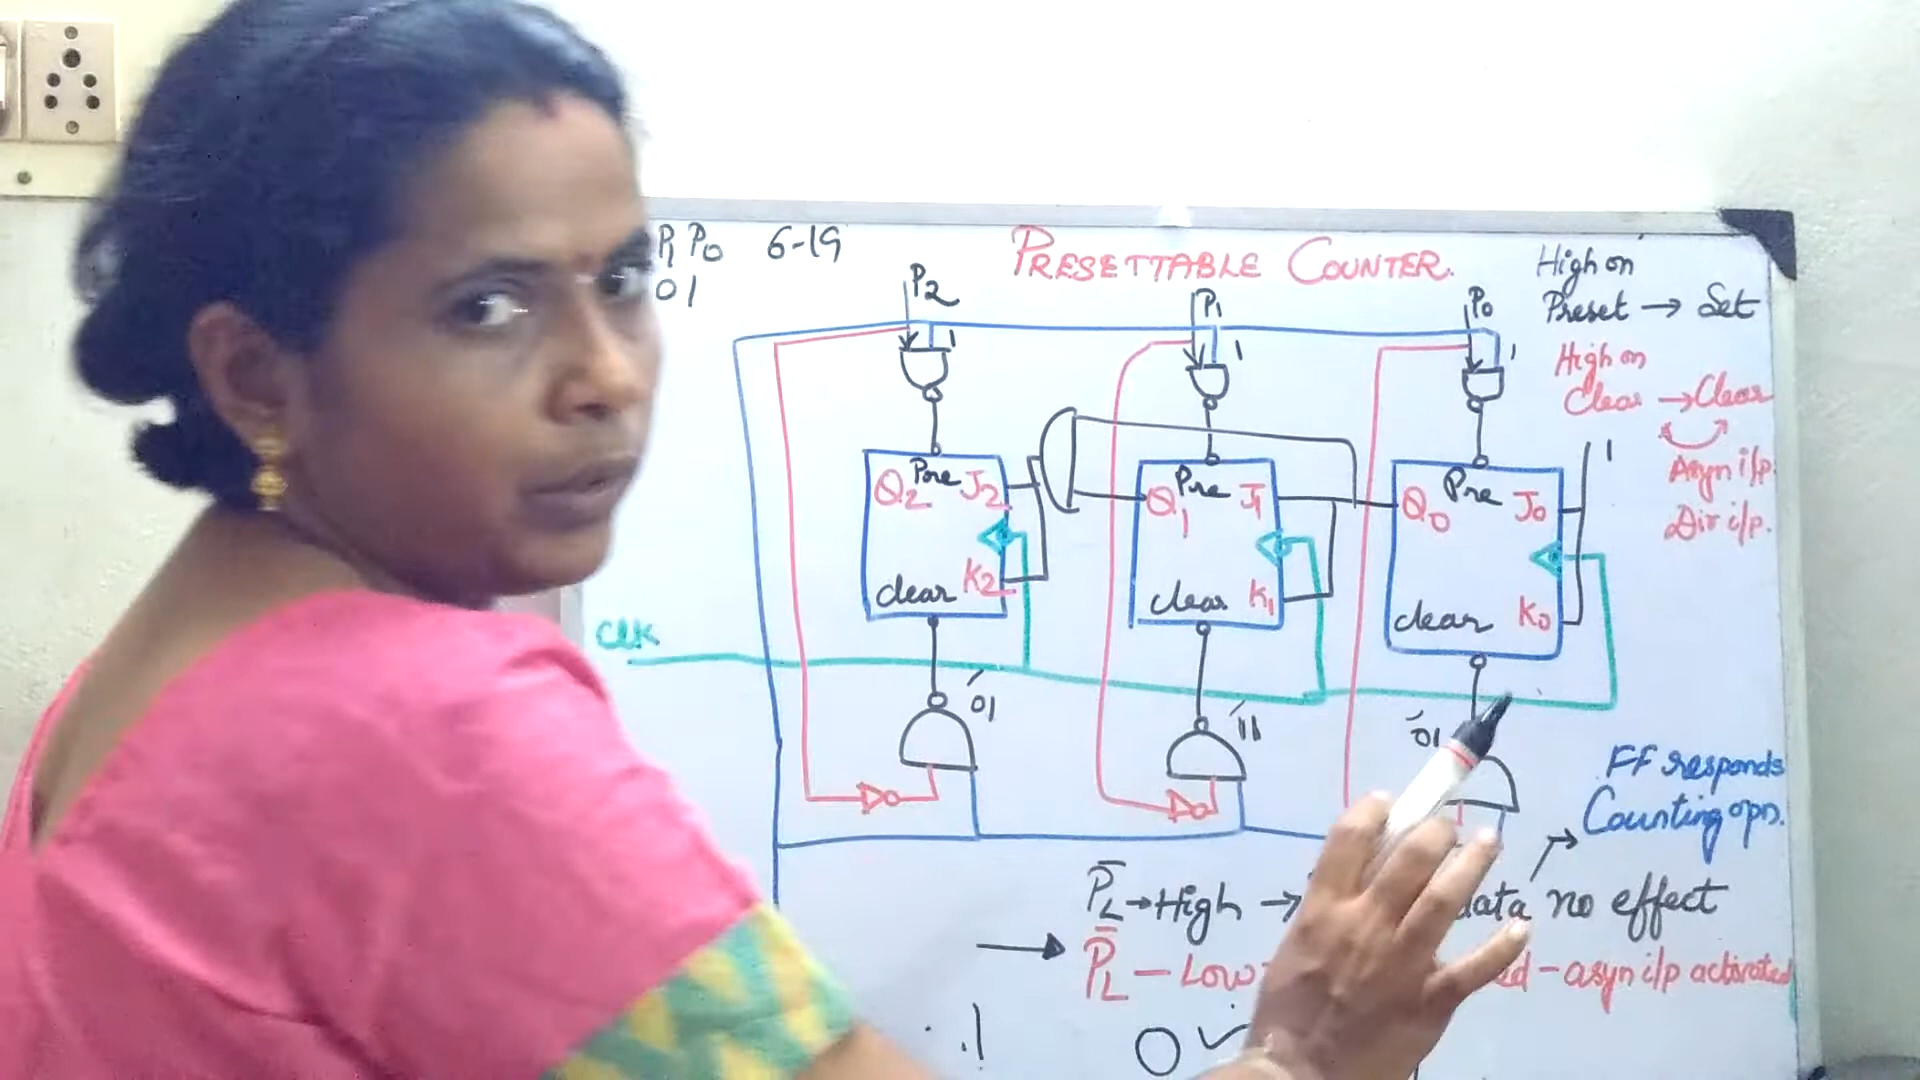 P0 6-19
01
PRESETTABLE COUNTER.
High on
Preset → Set
High on
Clear → Clear
Asyn i/p.
Dir i/p.
P2
P1
P0
1
1
1
1
Q2 Pre J2
clear K2
Q1 Pre J1
clear K1
Q0 Pre J0
clear K0
CLK
01
11
01
FF responds
Counting opn.
P̅L → High → data no effect
P̅L — Low - asyn i/p activated
.1 0